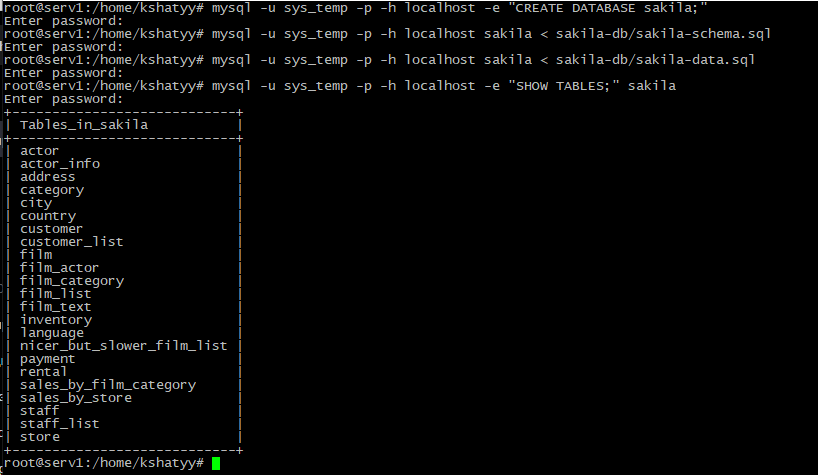 root@serv1:/home/kshatyy# mysql -u sys_temp -p -h localhost -e "CREATE DATABASE sakila;"
Enter password:
root@serv1:/home/kshatyy# mysql -u sys_temp -p -h localhost sakila < sakila-db/sakila-schema.sql
Enter password:
root@serv1:/home/kshatyy# mysql -u sys_temp -p -h localhost sakila < sakila-db/sakila-data.sql
Enter password:
root@serv1:/home/kshatyy# mysql -u sys_temp -p -h localhost -e "SHOW TABLES;" sakila
Enter password:
+----------------------------+
| Tables_in_sakila           |
+----------------------------+
| actor                      |
| actor_info                 |
| address                    |
| category                   |
| city                       |
| country                    |
| customer                   |
| customer_list              |
| film                       |
| film_actor                 |
| film_category              |
| film_list                  |
| film_text                  |
| inventory                  |
| language                   |
| nicer_but_slower_film_list |
| payment                    |
| rental                     |
| sales_by_film_category     |
| sales_by_store             |
| staff                      |
| staff_list                 |
| store                      |
+----------------------------+
root@serv1:/home/kshatyy#